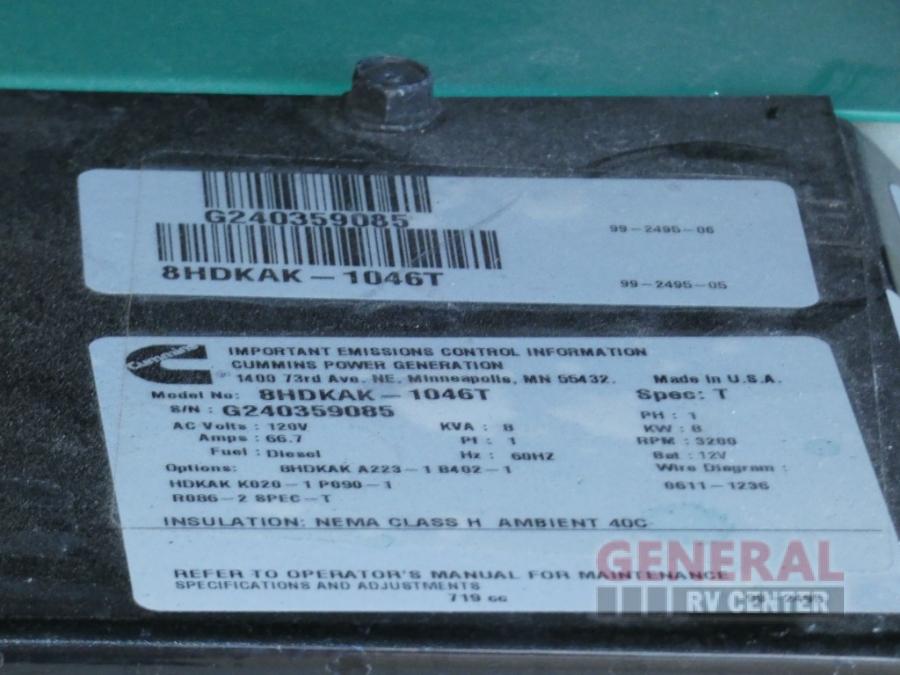 G240359085
99-2495-06
8HDKAK-1046T
99-2495-05
Cummins
IMPORTANT EMISSIONS CONTROL INFORMATION
CUMMINS POWER GENERATION
1400 73rd Ave. NE, Minneapolis, MN 55432. Made in U.S.A.
Model No: 8HDKAK-1046T Spec: T
S/N : G240359085 PH : 1
AC Volts : 120V KVA : 8 KW : 8
Amps : 66.7 Pf : 1 RPM : 3200
Fuel : Diesel Hz : 60HZ Bat : 12V
Options: 8HDKAK A223-1 B402-1 Wire Diagram :
HDKAK K020-1 P090-1 0611-1236
R086-2 SPEC-T
INSULATION: NEMA CLASS H AMBIENT 40C
REFER TO OPERATOR'S MANUAL FOR MAINTENANCE
SPECIFICATIONS AND ADJUSTMENTS
719 cc
GENERAL
RV CENTER